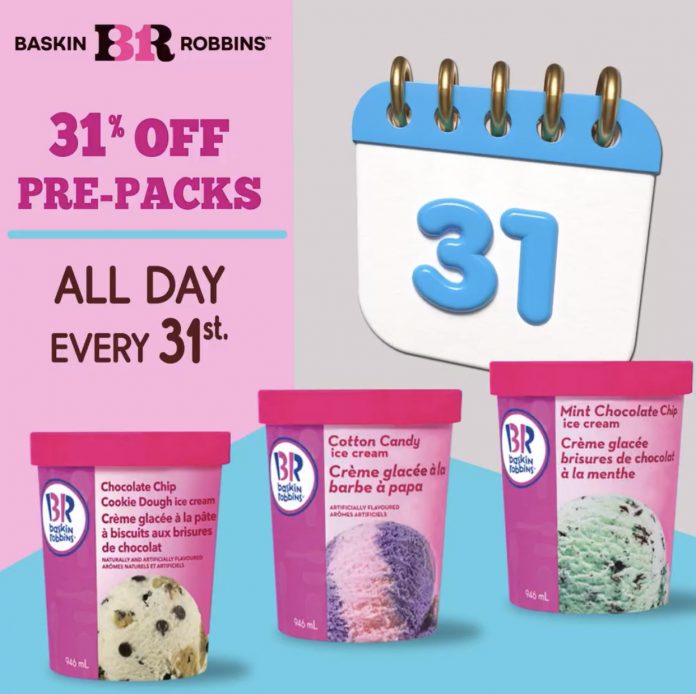 BASKIN BR ROBBINS™
31% OFF
PRE-PACKS
ALL DAY
EVERY 31st.
31
BR
baskin
robbins
Chocolate Chip
Cookie Dough ice cream
Crème glacée à la pâte
à biscuits aux brisures
de chocolat
NATURALLY AND ARTIFICIALLY FLAVOURED
ARÔMES NATURELS ET ARTIFICIELS
946 mL
BR
baskin
robbins
Cotton Candy
ice cream
Crème glacée à la
barbe à papa
ARTIFICIALLY FLAVOURED
ARÔMES ARTIFICIELS
946 mL
BR
baskin
robbins
Mint Chocolate Chip
ice cream
Crème glacée
brisures de chocolat
à la menthe
946 mL